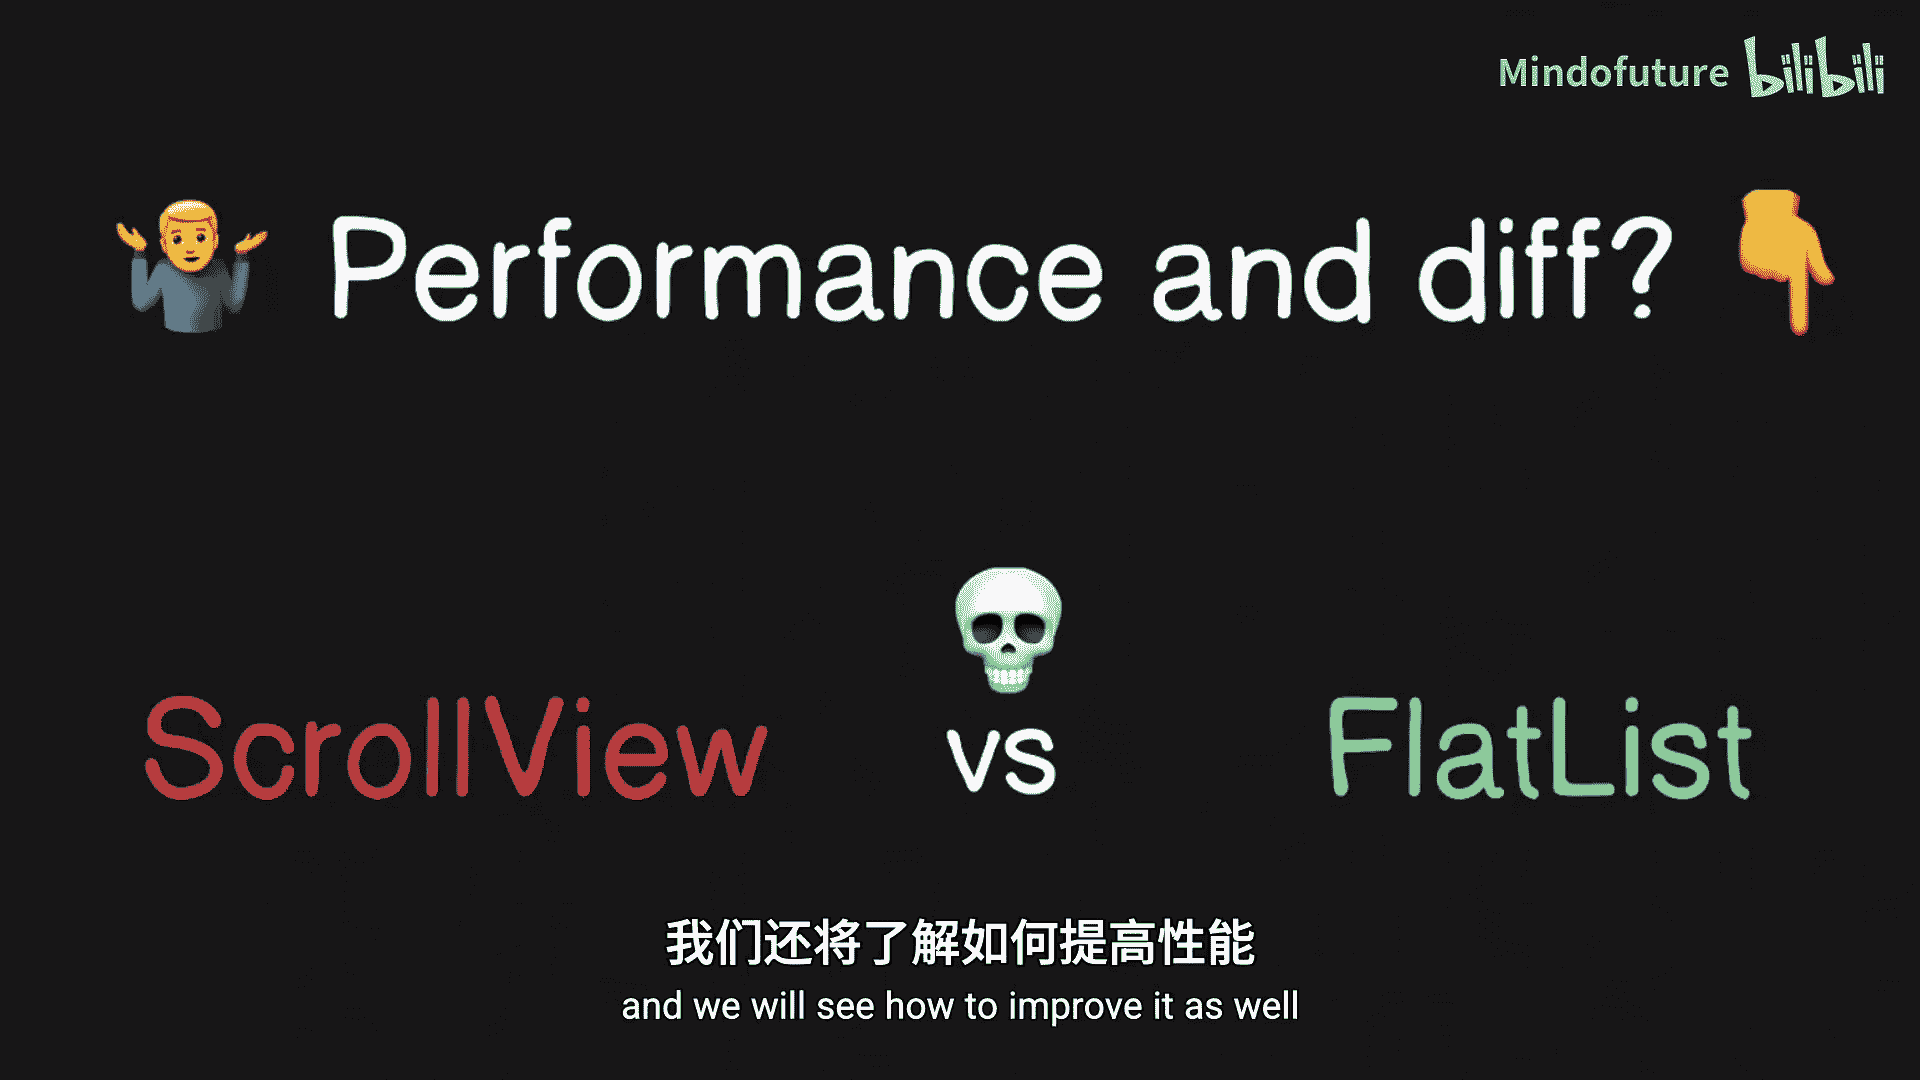 Mindofuture bilibili
Performance and diff?
ScrollView vs FlatList
我们还将了解如何提高性能
and we will see how to improve it as well